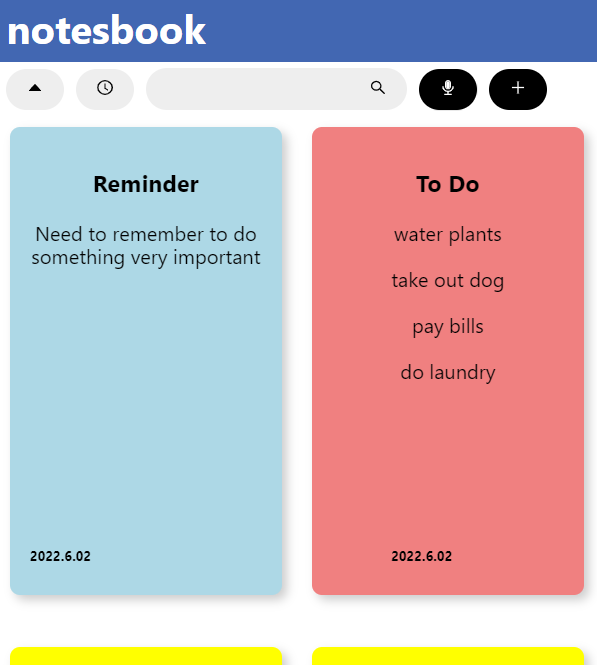 notesbook
Reminder
Need to remember to do
something very important
2022.6.02
To Do
water plants
take out dog
pay bills
do laundry
2022.6.02